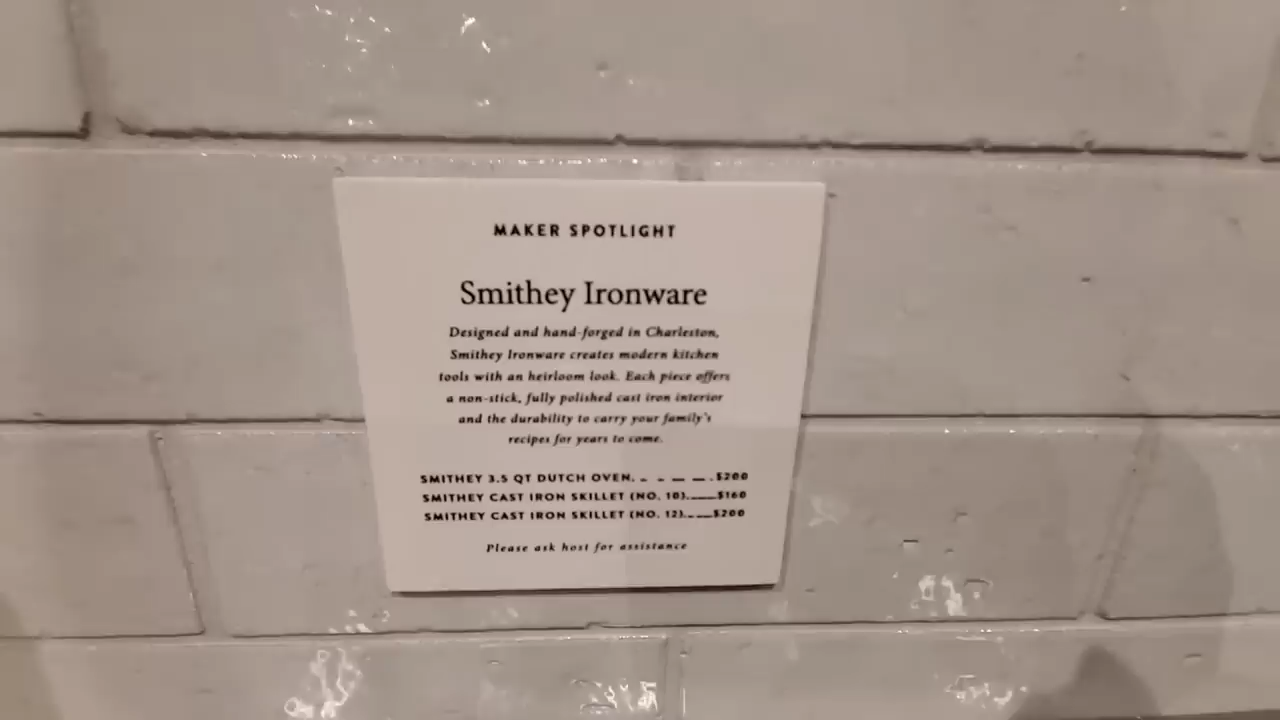 MAKER SPOTLIGHT
Smithey Ironware
Designed and hand-forged in Charleston,
Smithey Ironware creates modern kitchen
tools with an heirloom look. Each piece offers
a non-stick, fully polished cast iron interior
and the durability to carry your family's
recipes for years to come.
SMITHEY 3.5 QT DUTCH OVEN. _ _ _ _ .$200
SMITHEY CAST IRON SKILLET (NO. 10).____$160
SMITHEY CAST IRON SKILLET (NO. 12).____$200
Please ask host for assistance